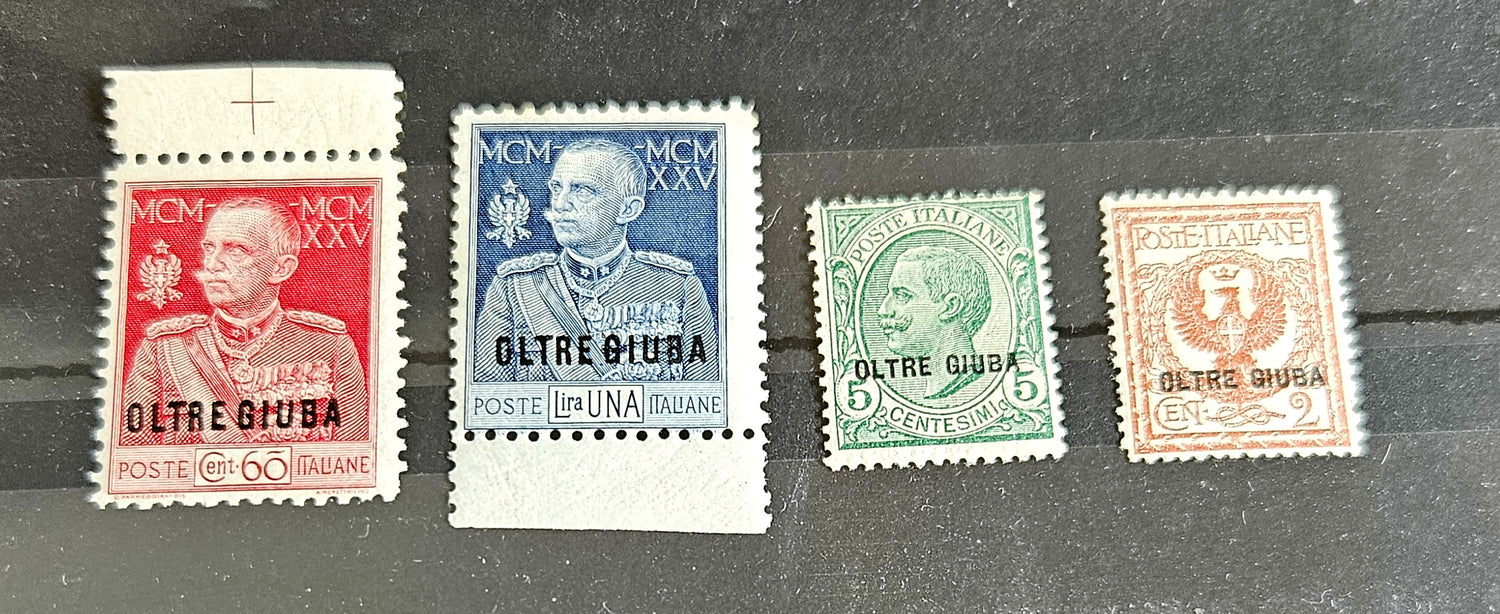 MCM- -MCM
XXV
OLTRE GIUBA
POSTE Cent. 60 ITALIANE
MCM- -MCM
XXV
OLTRE GIUBA
POSTE Lira UNA ITALIANE
POSTE ITALIANE
OLTRE GIUBA
5 5
CENTESIMI
POSTE·ITALIANE
OLTRE GIUBA
CENT. 2